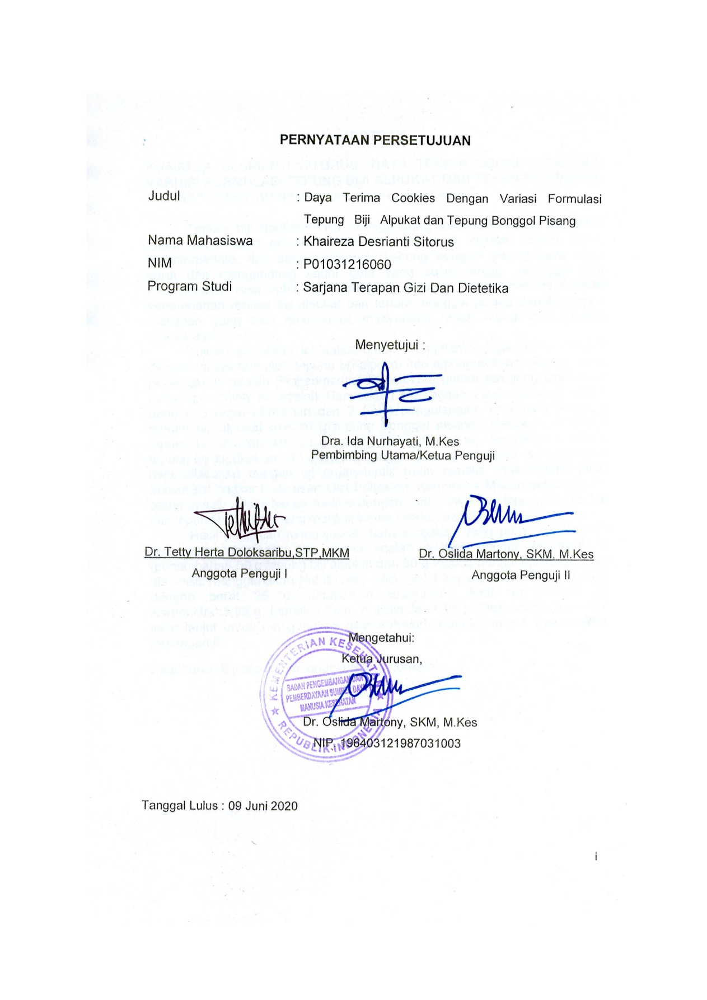 PERNYATAAN PERSETUJUAN
Judul : Daya Terima Cookies Dengan Variasi Formulasi
Tepung Biji Alpukat dan Tepung Bonggol Pisang
Nama Mahasiswa : Khaireza Desrianti Sitorus
NIM : P01031216060
Program Studi : Sarjana Terapan Gizi Dan Dietetika
Menyetujui :
Dra. Ida Nurhayati, M.Kes
Pembimbing Utama/Ketua Penguji
Dr. Tetty Herta Doloksaribu,STP,MKM
Anggota Penguji I
Dr. Oslida Martony, SKM, M.Kes
Anggota Penguji II
Mengetahui:
Ketua Jurusan,
KEMENTERIAN KESEHATAN
BADAN PENGEMBANGAN DAN
PEMBERDAYAAN SUMBER DAYA
MANUSIA KESEHATAN
REPUBLIK INDONESIA
Dr. Oslida Martony, SKM, M.Kes
NIP. 196403121987031003
Tanggal Lulus : 09 Juni 2020
i